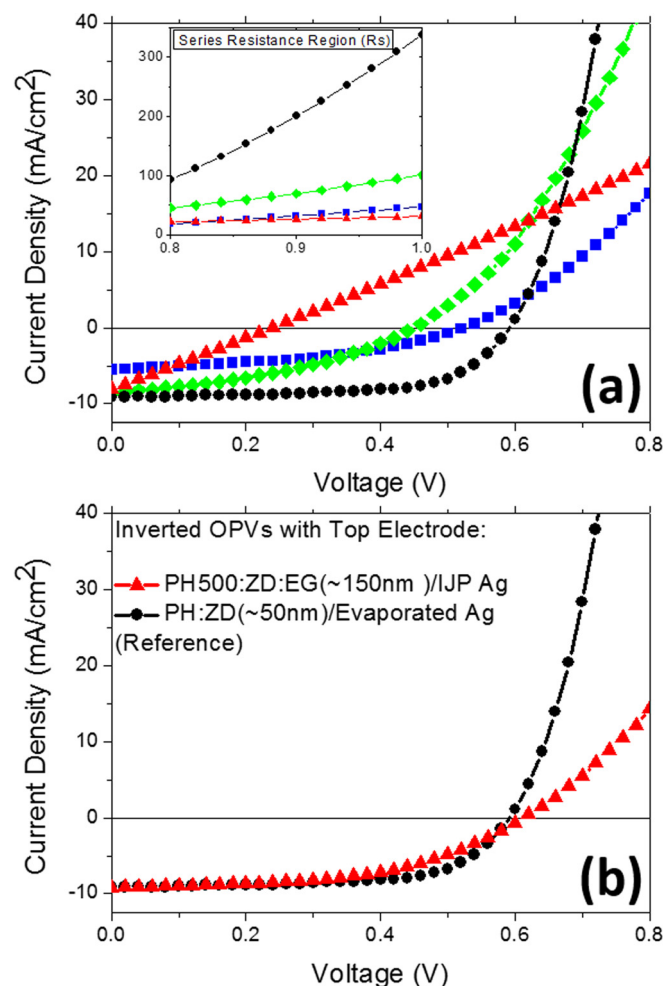 40
30
20
10
0
-10
Current Density (mA/cm2)
Series Resistance Region (Rs)
300
200
100
0
0.8
0.9
1.0
(a)
0.0
0.2
0.4
0.6
0.8
Voltage (V)
40
30
20
10
0
-10
Current Density (mA/cm2)
Inverted OPVs with Top Electrode:
PH500:ZD:EG(~150nm )/IJP Ag
PH:ZD(~50nm)/Evaporated Ag
(Reference)
(b)
0.0
0.2
0.4
0.6
0.8
Voltage (V)